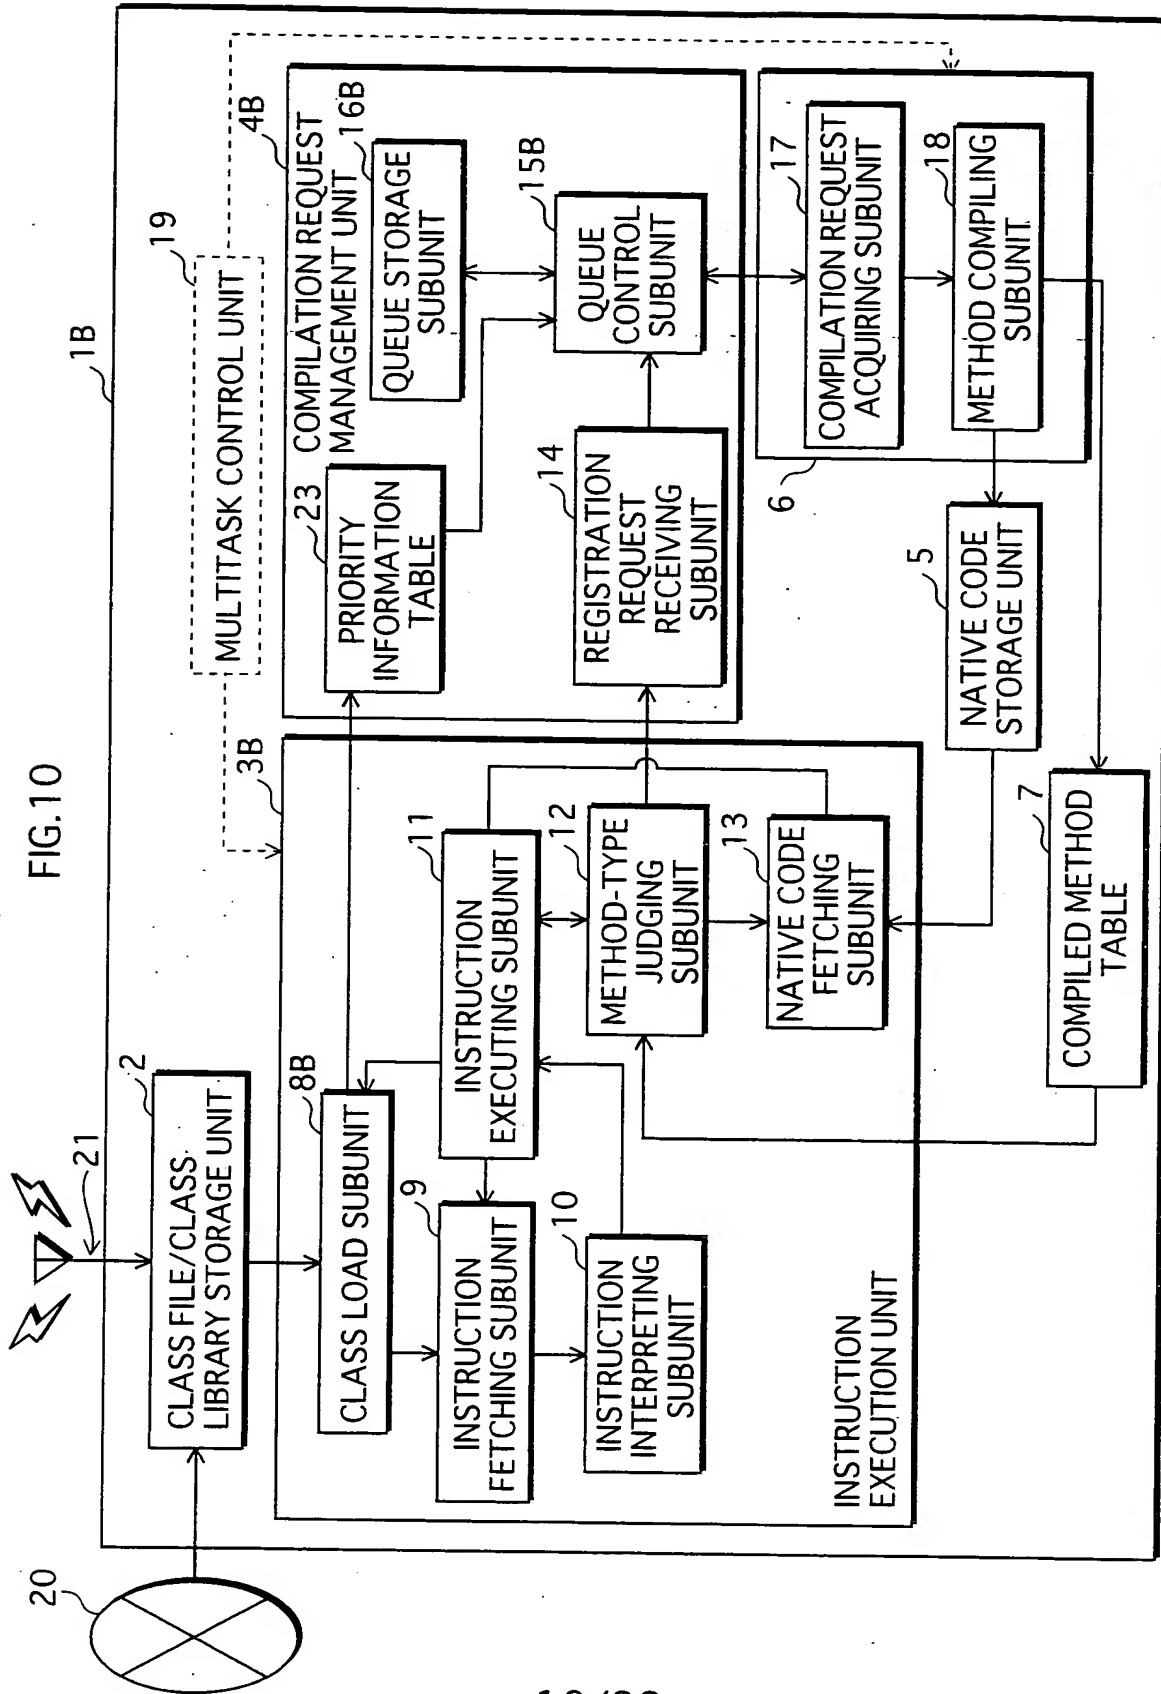 FIG.10
1B
19
MULTITASK CONTROL UNIT
20
21
2
CLASS FILE/CLASS
LIBRARY STORAGE UNIT
3B
8B
CLASS LOAD SUBUNIT
9
INSTRUCTION
FETCHING SUBUNIT
10
INSTRUCTION
INTERPRETING
SUBUNIT
11
INSTRUCTION
EXECUTING SUBUNIT
12
METHOD-TYPE
JUDGING
SUBUNIT
13
NATIVE CODE
FETCHING
SUBUNIT
INSTRUCTION
EXECUTION UNIT
4B
COMPILATION REQUEST
MANAGEMENT UNIT
23
PRIORITY
INFORMATION
TABLE
16B
QUEUE STORAGE
SUBUNIT
14
REGISTRATION
REQUEST
RECEIVING
SUBUNIT
15B
QUEUE
CONTROL
SUBUNIT
6
17
COMPILATION REQUEST
ACQUIRING SUBUNIT
18
METHOD COMPILING
SUBUNIT
5
NATIVE CODE
STORAGE UNIT
7
COMPILED METHOD
TABLE